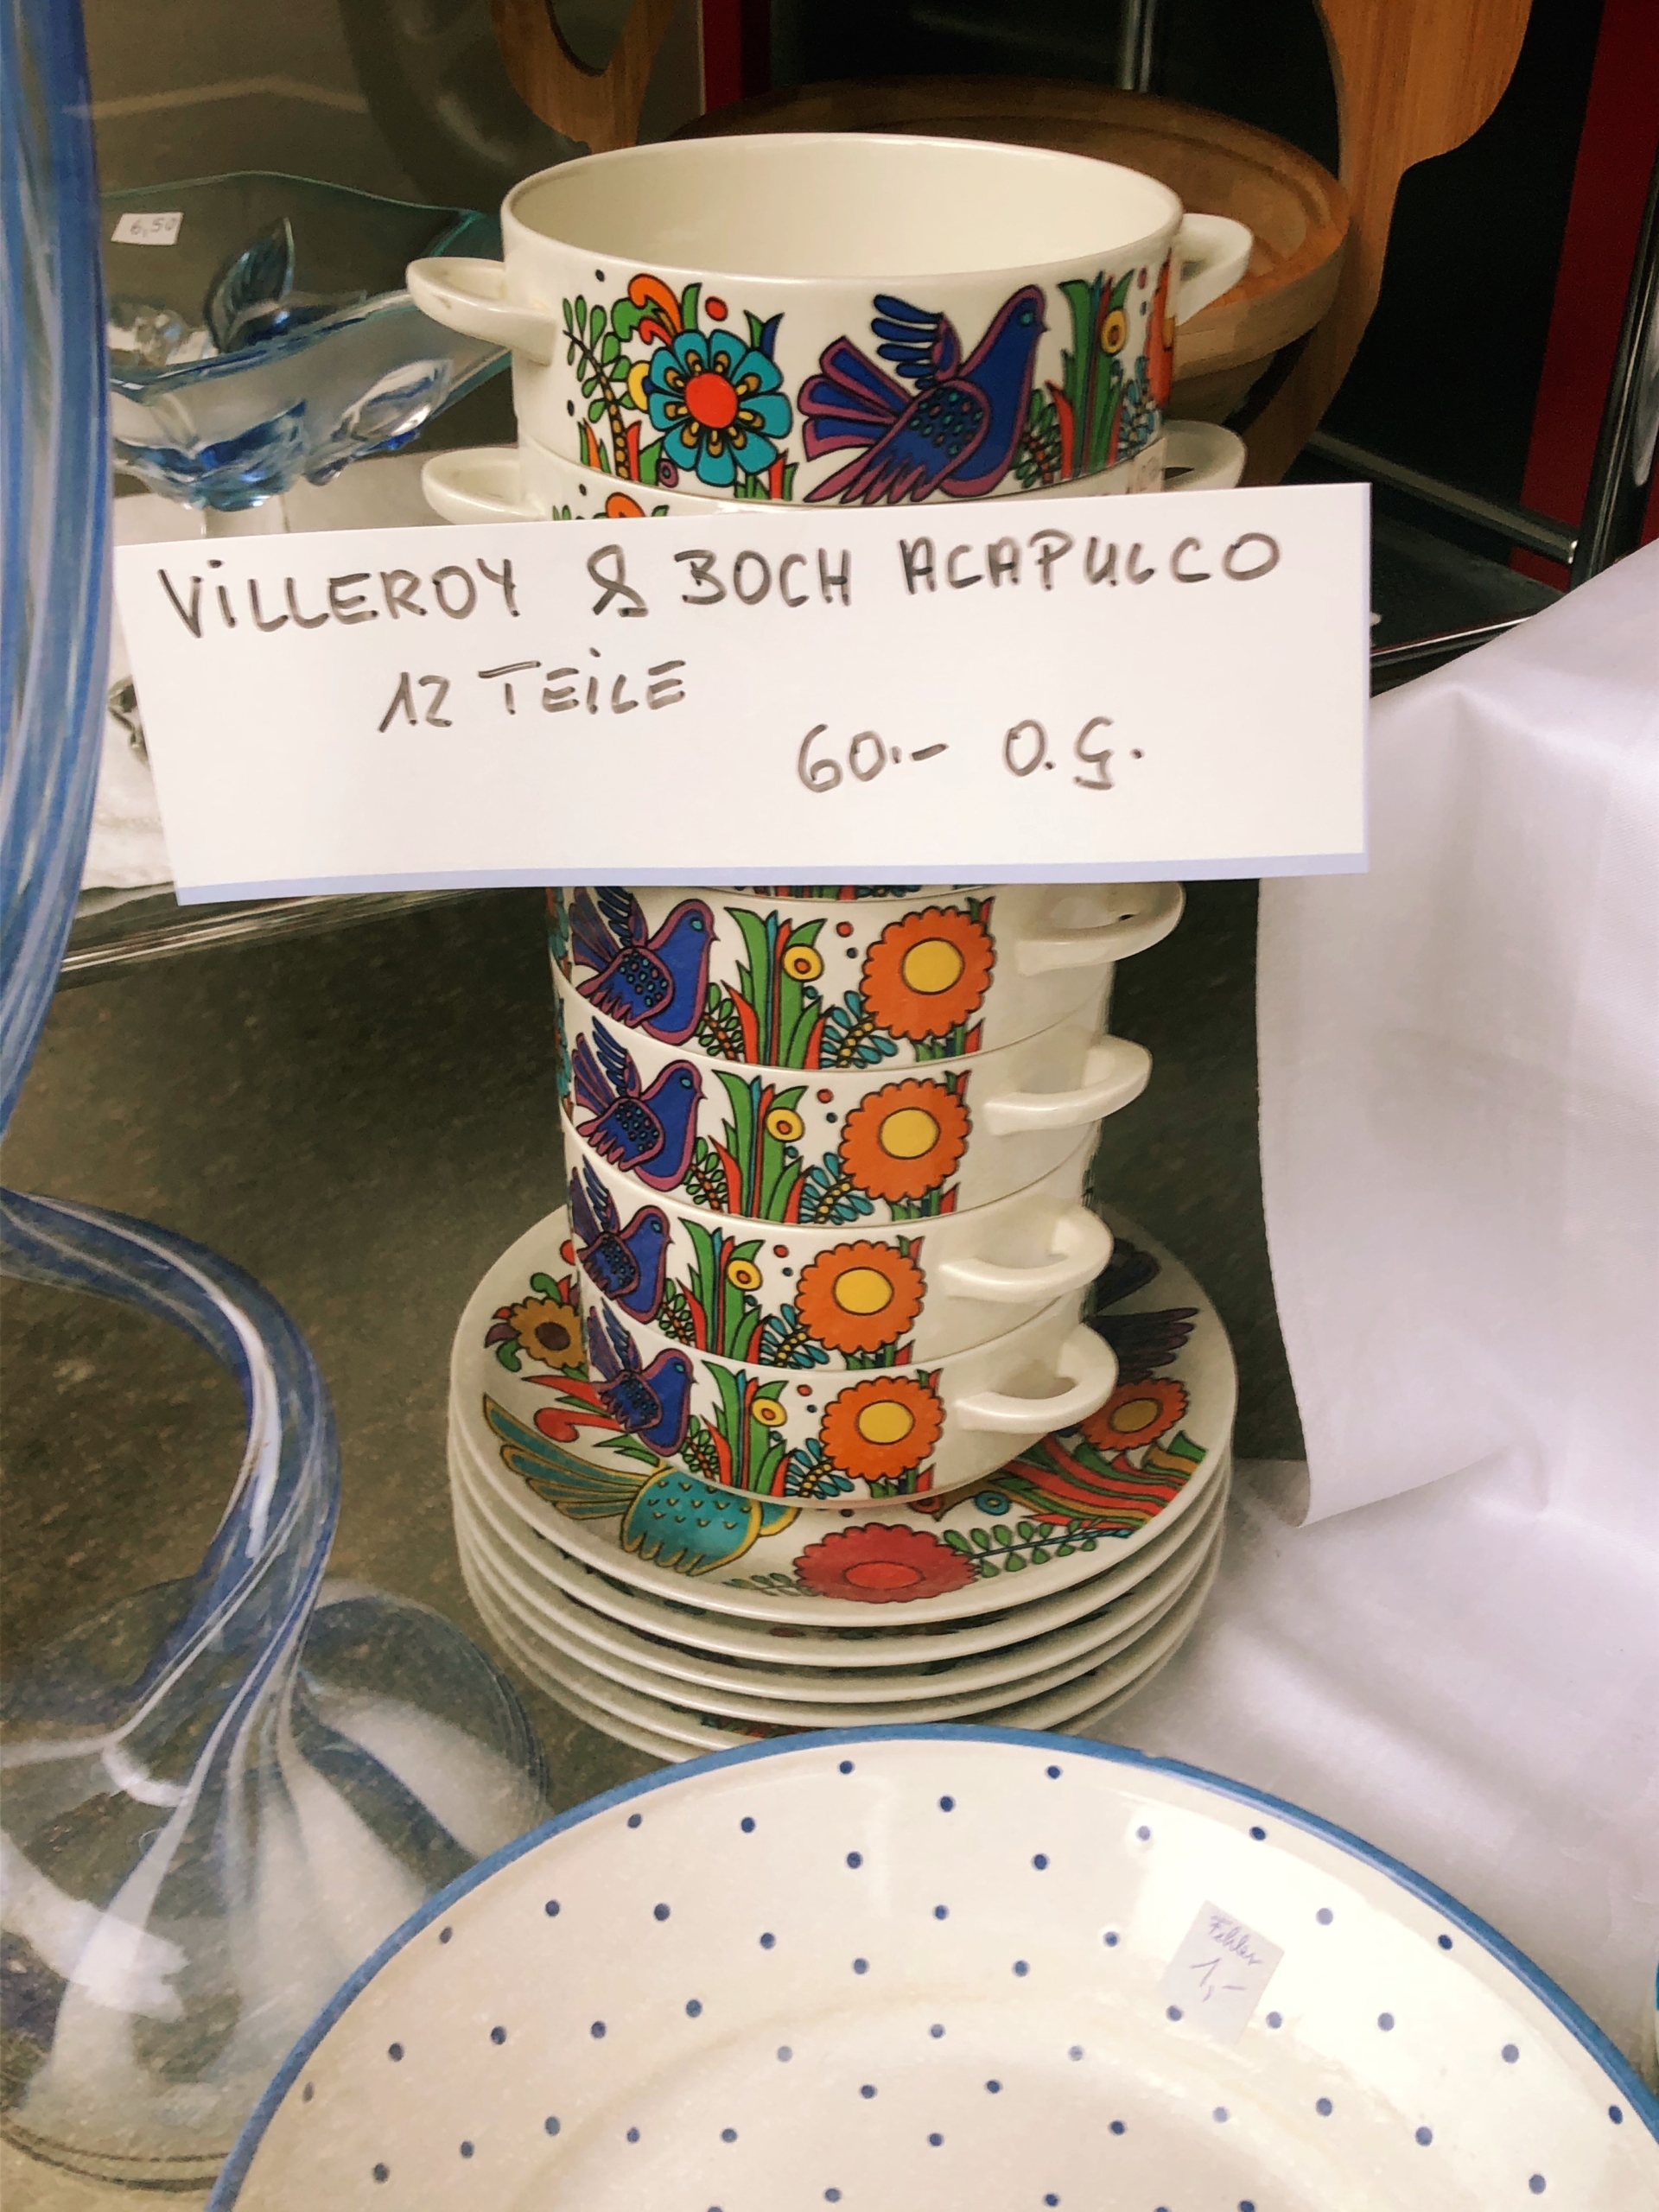 6,50
VILLEROY & BOCH ACAPULCO
12 TEILE
60.- O.G.
Fehler
1,-